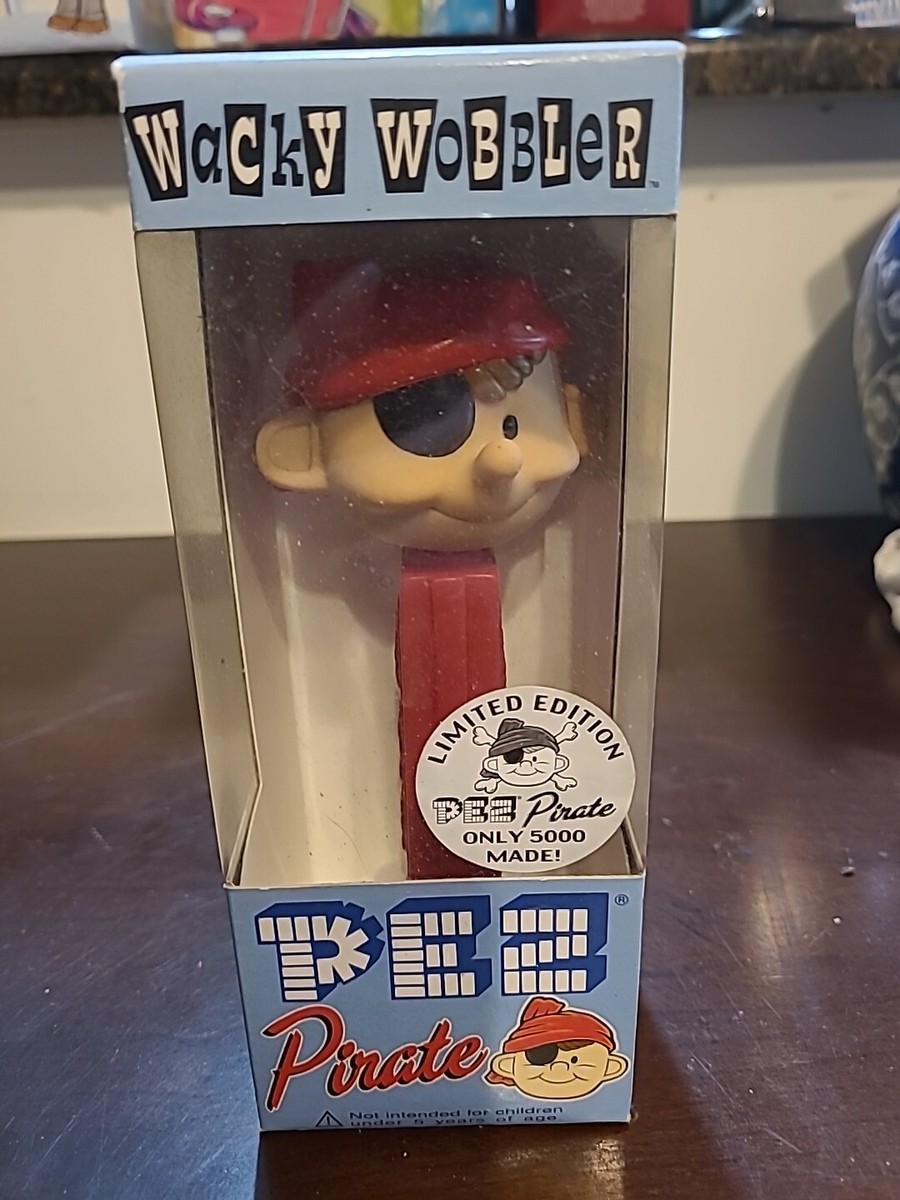 Wacky WoBBLeR™
LIMITED EDITION
PEZ Pirate
ONLY 5000
MADE!
PEZ®
Pirate
⚠ Not intended for children
under 5 years of age.